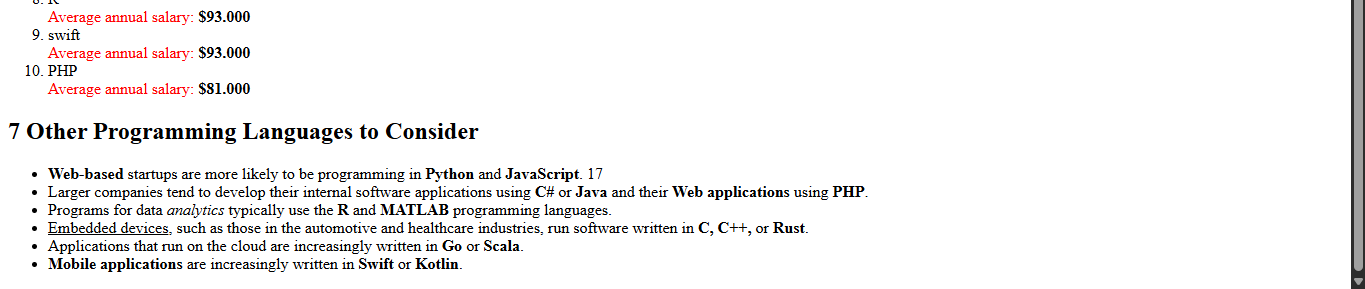 8. R
Average annual salary: $93.000
9. swift
Average annual salary: $93.000
10. PHP
Average annual salary: $81.000
7 Other Programming Languages to Consider
• Web-based startups are more likely to be programming in Python and JavaScript. 17
• Larger companies tend to develop their internal software applications using C# or Java and their Web applications using PHP.
• Programs for data analytics typically use the R and MATLAB programming languages.
• Embedded devices, such as those in the automotive and healthcare industries, run software written in C, C++, or Rust.
• Applications that run on the cloud are increasingly written in Go or Scala.
• Mobile applications are increasingly written in Swift or Kotlin.